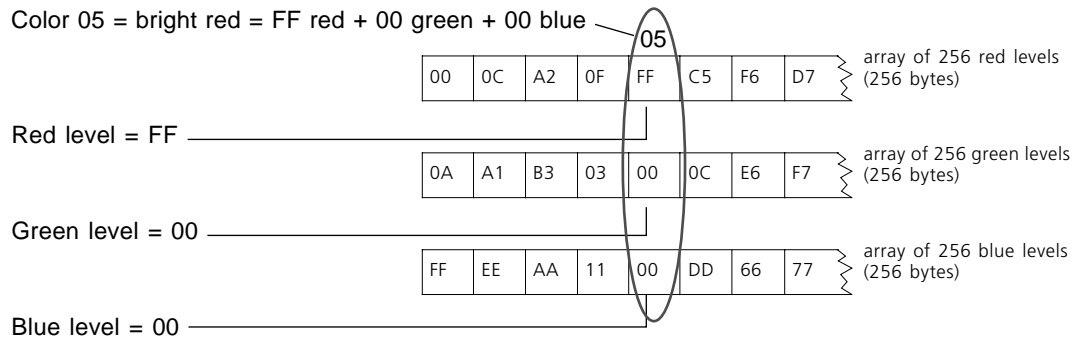 Color 05 = bright red = FF red + 00 green + 00 blue
05
00 0C A2 0F FF C5 F6 D7
array of 256 red levels
(256 bytes)
Red level = FF
0A A1 B3 03 00 0C E6 F7
array of 256 green levels
(256 bytes)
Green level = 00
FF EE AA 11 00 DD 66 77
array of 256 blue levels
(256 bytes)
Blue level = 00